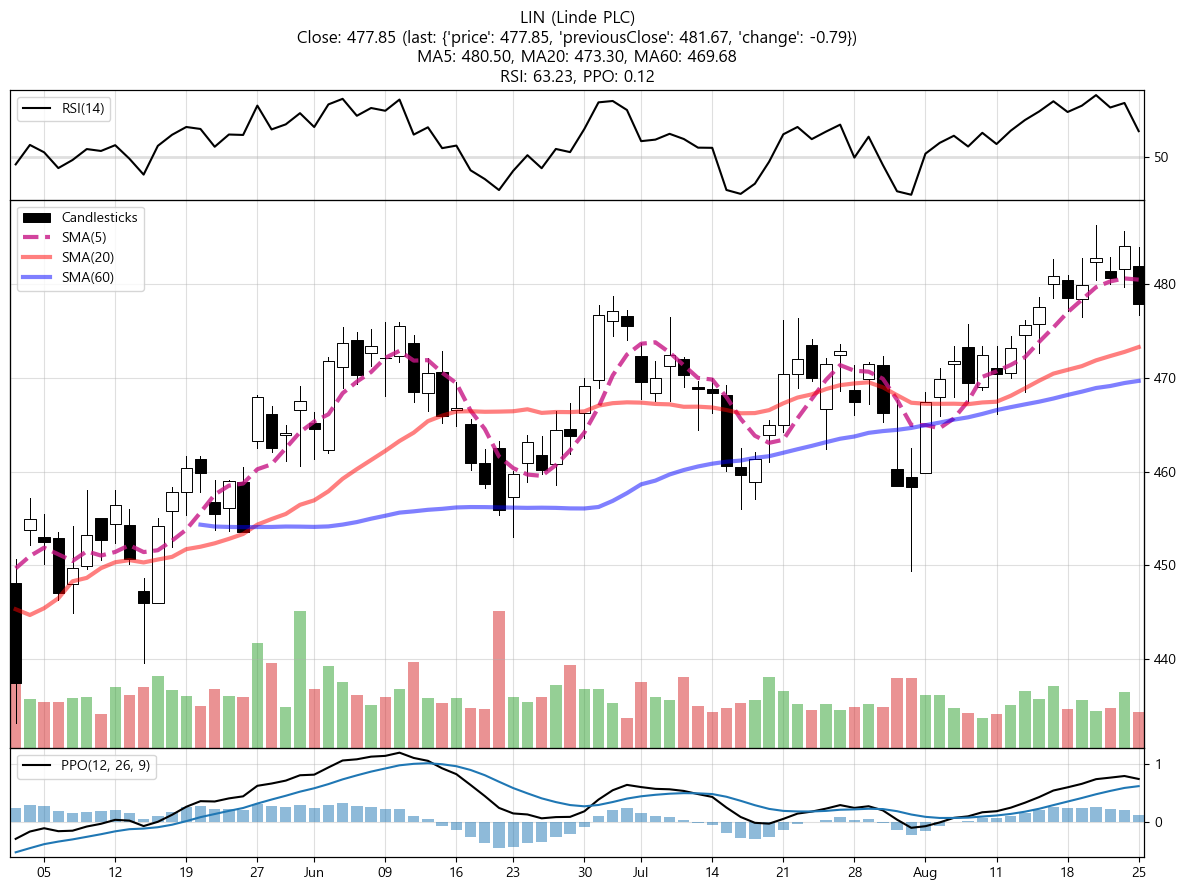 LIN (Linde PLC)
Close: 477.85 (last: {'price': 477.85, 'previousClose': 481.67, 'change': -0.79})
MA5: 480.50, MA20: 473.30, MA60: 469.68
RSI: 63.23, PPO: 0.12
RSI(14)
50
Candlesticks
SMA(5)
SMA(20)
SMA(60)
480
470
460
450
440
PPO(12, 26, 9)
1
0
05 12 19 27 Jun 09 16 23 30 Jul 14 21 28 Aug 11 18 25